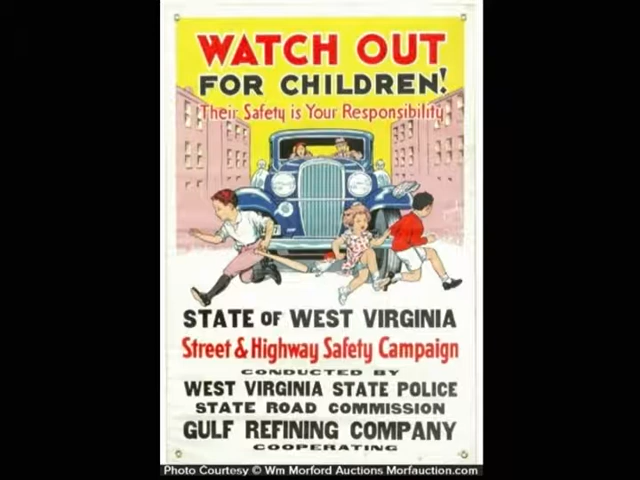 WATCH OUT
FOR CHILDREN!
Their Safety is Your Responsibility
STATE OF WEST VIRGINIA
Street & Highway Safety Campaign
CONDUCTED BY
WEST VIRGINIA STATE POLICE
STATE ROAD COMMISSION
GULF REFINING COMPANY
COOPERATING
Photo Courtesy © Wm Morford Auctions Morfauction.com